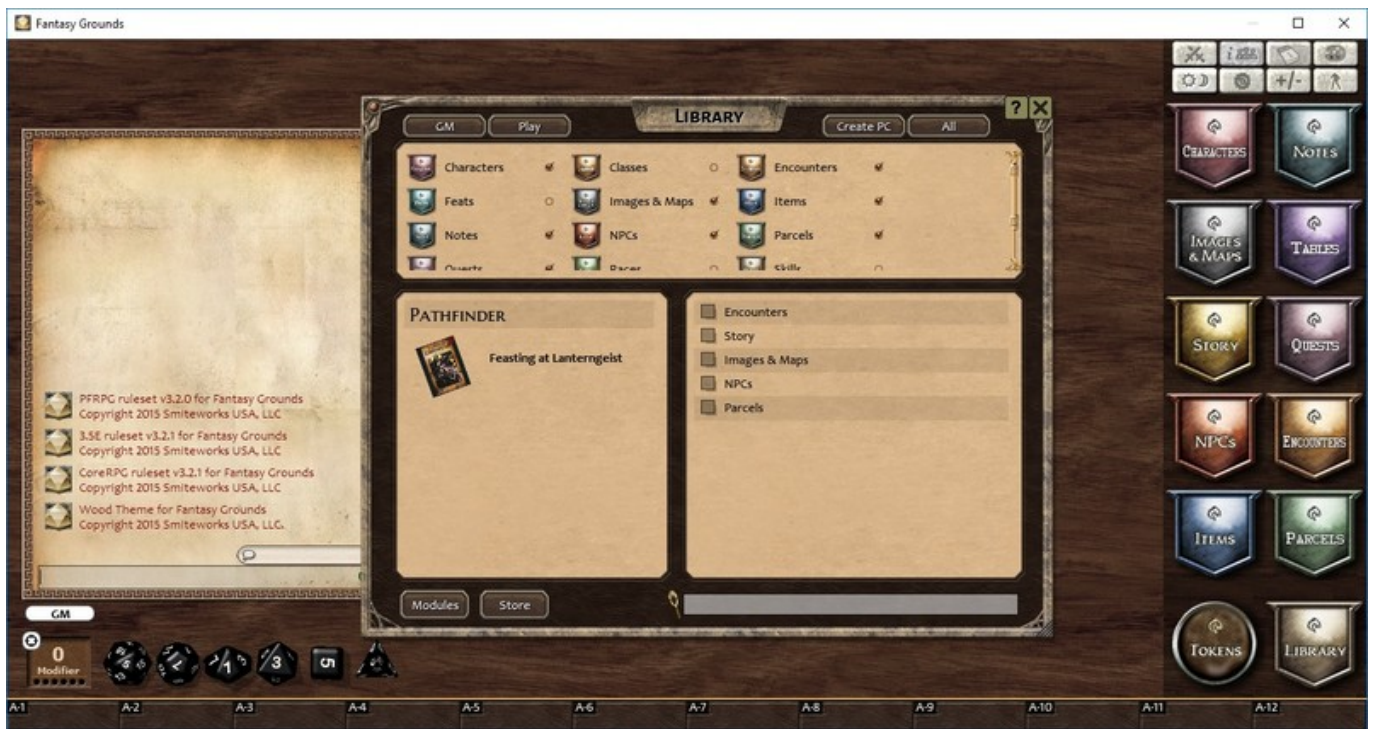 Fantasy Grounds
LIBRARY
GM
Play
Create PC
All
?
Characters
Classes
Encounters
Feats
Images & Maps
Items
Notes
NPCs
Parcels
Quests
Races
Skills
PATHFINDER
Feasting at Lanterngeist
Encounters
Story
Images & Maps
NPCs
Parcels
Modules
Store
PFRPG ruleset v3.2.0 for Fantasy Grounds
Copyright 2015 Smiteworks USA, LLC
3.5E ruleset v3.2.1 for Fantasy Grounds
Copyright 2015 Smiteworks USA, LLC
CoreRPG ruleset v3.2.1 for Fantasy Grounds
Copyright 2015 Smiteworks USA, LLC
Wood Theme for Fantasy Grounds
Copyright 2015 Smiteworks USA, LLC.
GM
0
Modifier
3
5
+/-
CHARACTERS
NOTES
IMAGES
& MAPS
TABLES
STORY
QUESTS
NPCS
ENCOUNTERS
ITEMS
PARCELS
TOKENS
LIBRARY
A-1
A-2
A-3
A-4
A-5
A-6
A-7
A-8
A-9
A-10
A-11
A-12